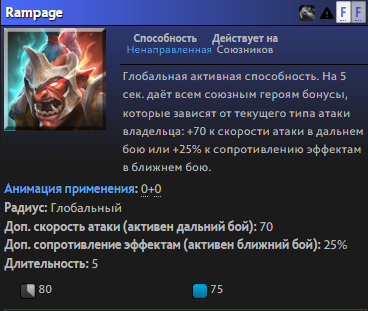 Rampage
F F
Способность Действует на
Ненаправленная Союзников
Глобальная активная способность. На 5
сек. даёт всем союзным героям бонусы,
которые зависят от текущего типа атаки
владельца: +70 к скорости атаки в дальнем
бою или +25% к сопротивлению эффектам
в ближнем бою.
Анимация применения: 0+0
Радиус: Глобальный
Доп. скорость атаки (активен дальний бой): 70
Доп. сопротивление эффектам (активен ближний бой): 25%
Длительность: 5
80 75